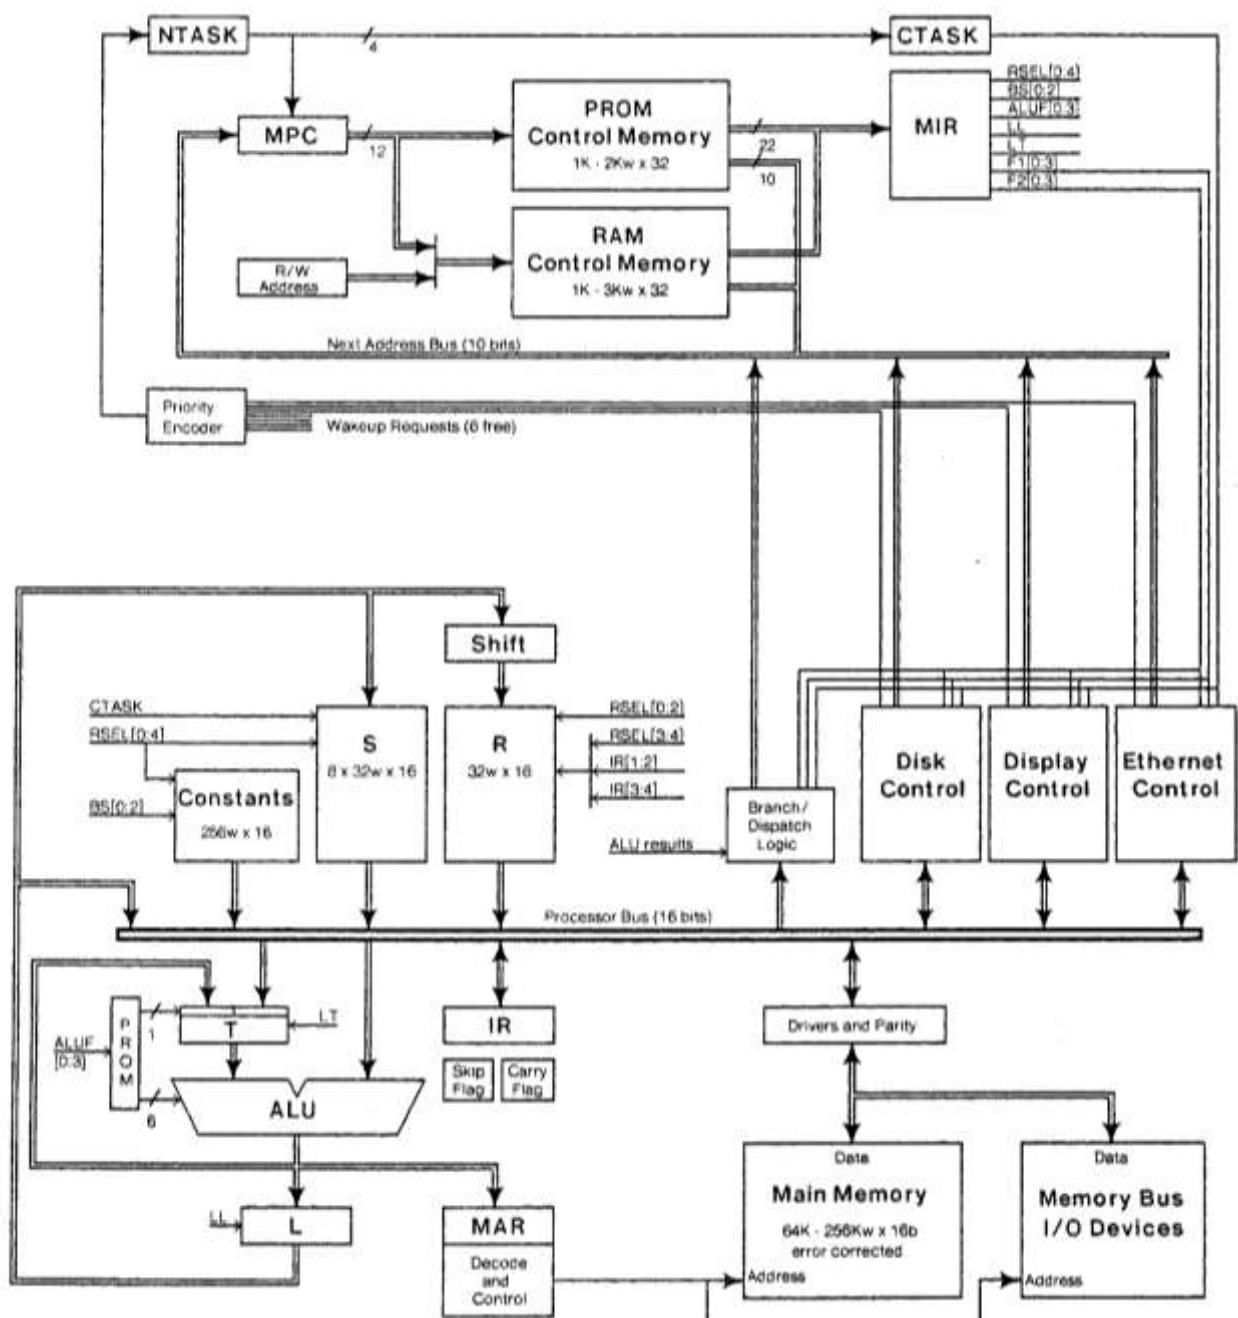 NTASK
4
CTASK
MPC
12
PROM
Control Memory
1K - 2Kw x 32
22
10
MIR
RSEL[0:4]
BS[0:2]
ALUF[0:3]
LL
LT
F1[0:3]
F2[0:3]
R/W
Address
RAM
Control Memory
1K - 3Kw x 32
Next Address Bus (10 bits)
Priority
Encoder
Wakeup Requests (6 free)
Shift
CTASK
RSEL[0:4]
BS[0:2]
Constants
256w x 16
S
8 x 32w x 16
R
32w x 16
RSEL[0:2]
RSEL[3:4]
IR[1:2]
IR[3:4]
ALU results
Branch/
Dispatch
Logic
Disk
Control
Display
Control
Ethernet
Control
Processor Bus (16 bits)
ALUF
[0:3]
PROM
1
6
T
LT
ALU
IR
Skip
Flag
Carry
Flag
Drivers and Parity
LL
L
MAR
Decode
and
Control
Data
Main Memory
64K - 256Kw x 16b
error corrected
Address
Data
Memory Bus
I/O Devices
Address